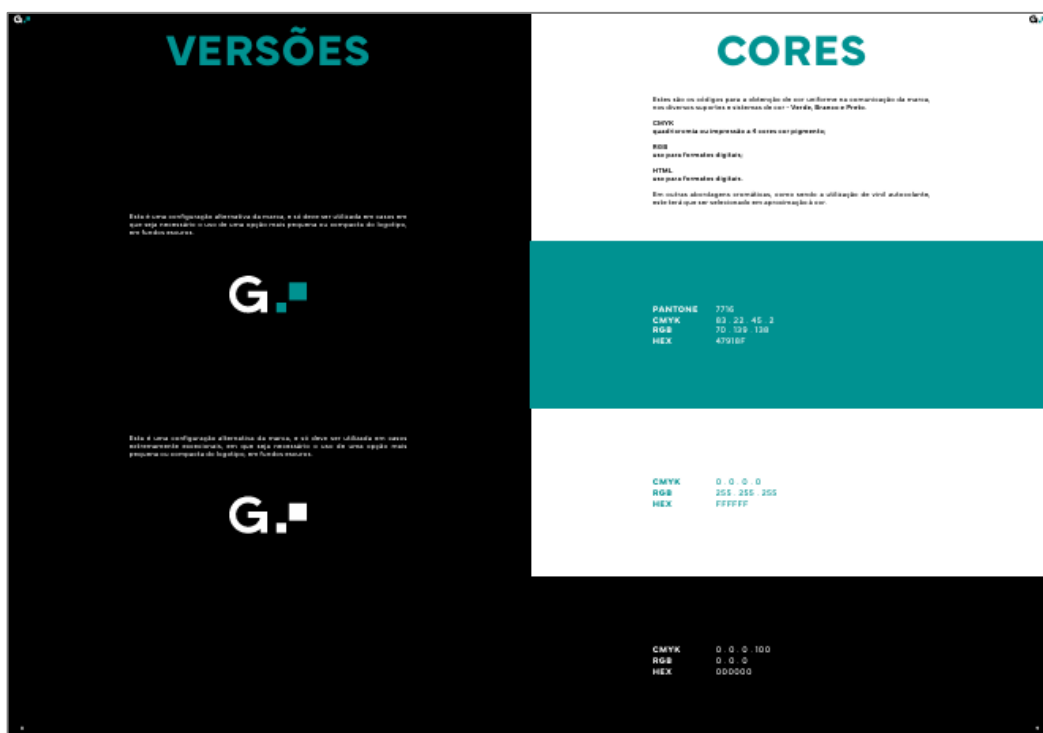 G.
VERSÕES
Esta é uma configuração alternativa da marca, e só deve ser utilizada em casos em
que seja necessário o uso de uma opção mais pequena ou compacta do logotipo,
em fundos escuros.
G.
Esta é uma configuração alternativa da marca, e só deve ser utilizada em casos
extremamente excecionais, em que seja necessário o uso de uma opção mais
pequena ou compacta do logotipo, em fundos escuros.
G.
G.
CORES
Estes são os códigos para a obtenção de cor uniforme na comunicação da marca,
nos diversos suportes e sistemas de cor - Verde, Branco e Preto.
CMYK
quadricromia ou impressão a 4 cores cor pigmento;
RGB
uso para formatos digitais;
HTML
uso para formatos digitais.
Em outras abordagens cromáticas, como sendo a utilização de vinil autocolante,
este terá que ser selecionado em aproximação à cor.
PANTONE 7716
CMYK 83 . 22 . 45 . 2
RGB 70 . 139 . 138
HEX 47918F
CMYK 0 . 0 . 0 . 0
RGB 255 . 255 . 255
HEX FFFFFF
CMYK 0 . 0 . 0 . 100
RGB 0 . 0 . 0
HEX 000000